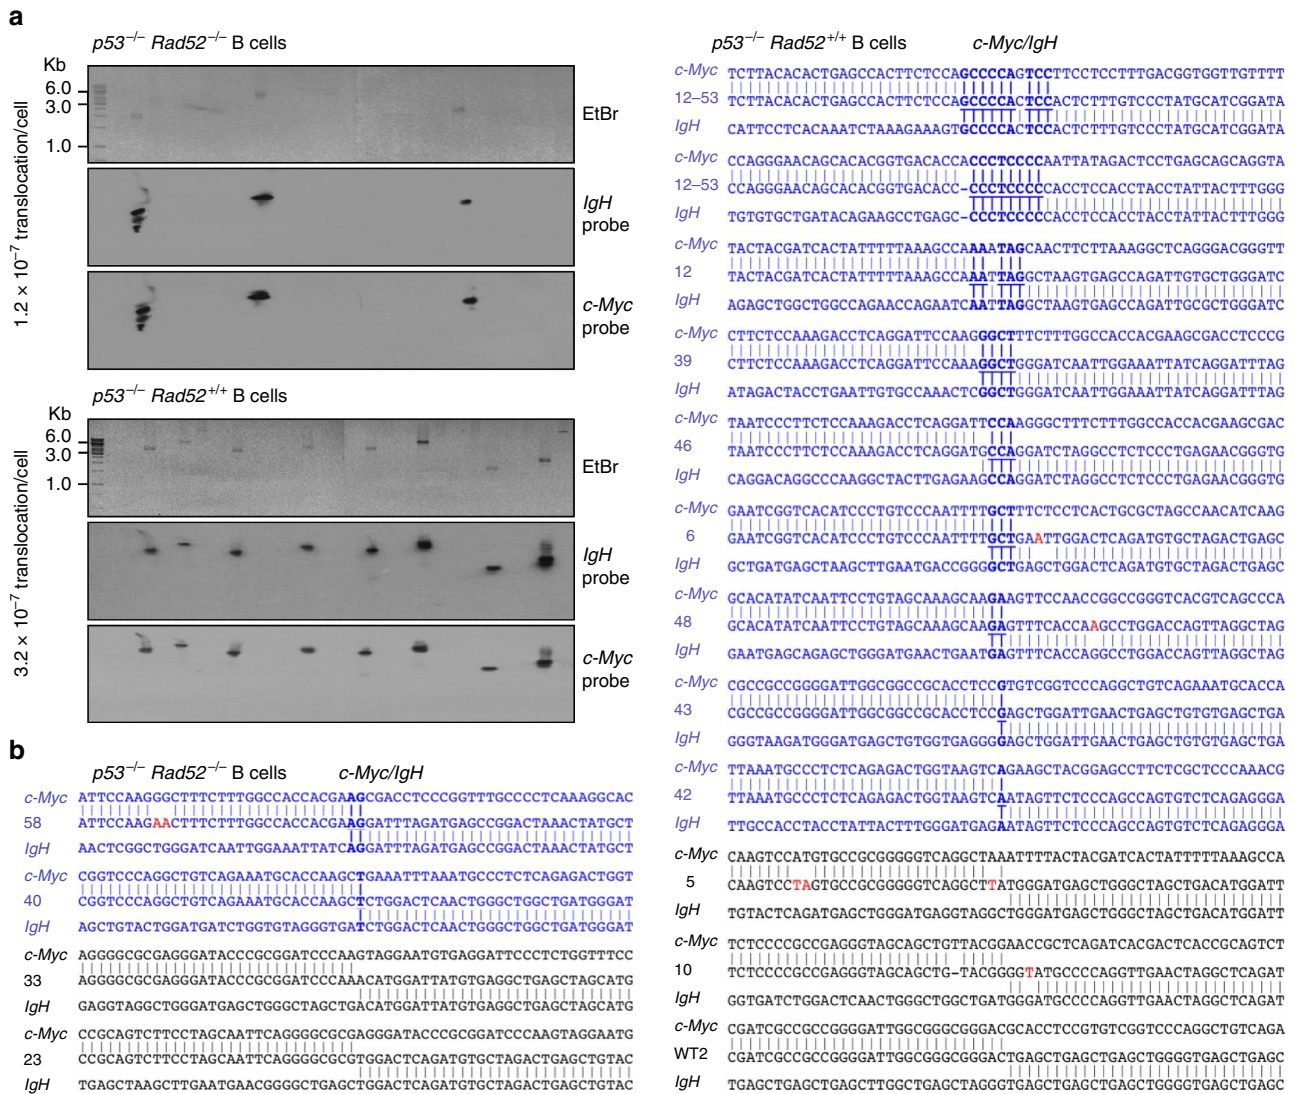 a
p53–/– Rad52–/– B cells
Kb
6.0
3.0
1.0
EtBr
IgH probe
c-Myc probe
1.2 × 10–7 translocation/cell
p53–/– Rad52+/+ B cells
Kb
6.0
3.0
1.0
EtBr
IgH probe
c-Myc probe
3.2 × 10–7 translocation/cell
b
p53–/– Rad52–/– B cells c-Myc/IgH
c-Myc ATTCCAAGGGCTTTCTTTGGCCACCACGAAGCGACCTCCCGGTTTGCCCCTCAAAGGCAC
58 ATTCCAAGAACTTTCTTTGGCCACCACGAAGGATTTAGATGAGCCGGACTAAACTATGCT
IgH AACTCGGCTGGGATCAATTGGAAATTATCAGGATTTAGATGAGCCGGACTAAACTATGCT
c-Myc CGGTCCCAGGCTGTCAGAAATGCACCAAGCTGAAATTTAAATGCCCTCTCAGAGACTGGT
40 CGGTCCCAGGCTGTCAGAAATGCACCAAGCTCTGGACTCAACTGGGCTGGCTGATGGGAT
IgH AGCTGTACTGGATGATCTGGTGTAGGGTGATCTGGACTCAACTGGGCTGGCTGATGGGAT
c-Myc AGGGGCGCGAGGGATACCCGCGGATCCCAAGTAGGAATGTGAGGATTCCCTCTGGTTTCC
33 AGGGGCGCGAGGGATACCCGCGGATCCCAAACATGGATTATGTGAGGCTGAGCTAGCATG
IgH GAGGTAGGCTGGGATGAGCTGGGCTAGCTGACATGGATTATGTGAGGCTGAGCTAGCATG
c-Myc CCGCAGTCTTCCTAGCAATTCAGGGGCGCGAGGGATACCCGCGGATCCCAAGTAGGAATG
23 CCGCAGTCTTCCTAGCAATTCAGGGGCGCGTGGACTCAGATGTGCTAGACTGAGCTGTAC
IgH TGAGCTAAGCTTGAATGAACGGGGCTGAGCTGGACTCAGATGTGCTAGACTGAGCTGTAC
p53–/– Rad52+/+ B cells c-Myc/IgH
c-Myc TCTTACACACTGAGCCACTTCTCCAGCCCCAGTCCTTCCTCCTTTGACGGTGGTTGTTTT
12–53 TCTTACACACTGAGCCACTTCTCCAGCCCCACTCCACTCTTTGTCCCTATGCATCGGATA
IgH CATTCCTCACAAATCTAAAGAAAGTGCCCCACTCCACTCTTTGTCCCTATGCATCGGATA
c-Myc CCAGGGAACAGCACACGGTGACACCACCCTCCCCAATTATAGACTCCTGAGCAGCAGGTA
12–53 CCAGGGAACAGCACACGGTGACACC-CCCTCCCCCACCTCCACCTACCTATTACTTTGGG
IgH TGTGTGCTGATACAGAAGCCTGAGC-CCCTCCCCCACCTCCACCTACCTATTACTTTGGG
c-Myc TACTACGATCACTATTTTTAAAGCCAAAATAGCAACTTCTTAAAGGCTCAGGGACGGGTT
12 TACTACGATCACTATTTTTAAAGCCAAATTAGGCTAAGTGAGCCAGATTGTGCTGGGATC
IgH AGAGCTGGCTGGCCAGAACCAGAATCAATTAGGCTAAGTGAGCCAGATTGCGCTGGGATC
c-Myc CTTCTCCAAAGACCTCAGGATTCCAAGGGCTTTCTTTGGCCACCACGAAGCGACCTCCCG
39 CTTCTCCAAAGACCTCAGGATTCCAAAGGCTGGGATCAATTGGAAATTATCAGGATTTAG
IgH ATAGACTACCTGAATTGTGCCAAACTCGGCTGGGATCAATTGGAAATTATCAGGATTTAG
c-Myc TAATCCCTTCTCCAAAGACCTCAGGATTCCAAGGGCTTTCTTTGGCCACCACGAAGCGAC
46 TAATCCCTTCTCCAAAGACCTCAGGATGCCAGGATCTAGGCCTCTCCCTGAGAACGGGTG
IgH CAGGACAGGCCCAAGGCTACTTGAGAAGCCAGGATCTAGGCCTCTCCCTGAGAACGGGTG
c-Myc GAATCGGTCACATCCCTGTCCCAATTTTGCTTTCTCCTCACTGCGCTAGCCAACATCAAG
6 GAATCGGTCACATCCCTGTCCCAATTTTGCTGAATTGGACTCAGATGTGCTAGACTGAGC
IgH GCTGATGAGCTAAGCTTGAATGACCGGGGCTGAGCTGGACTCAGATGTGCTAGACTGAGC
c-Myc GCACATATCAATTCCTGTAGCAAAGCAAGAAGTTCCAACCGGCCGGGTCACGTCAGCCCA
48 GCACATATCAATTCCTGTAGCAAAGCAAGAGTTTCACCAAGCCTGGACCAGTTAGGCTAG
IgH GAATGAGCAGAGCTGGGATGAACTGAATGAGTTTCACCAGGCCTGGACCAGTTAGGCTAG
c-Myc CGCCGCCGGGGATTGGCGGCCGCACCTCCGTGTCGGTCCCAGGCTGTCAGAAATGCACCA
43 CGCCGCCGGGGATTGGCGGCCGCACCTCCGAGCTGGATTGAACTGAGCTGTGTGAGCTGA
IgH GGGTAAGATGGGATGAGCTGTGGTGAGGGGAGCTGGATTGAACTGAGCTGTGTGAGCTGA
c-Myc TTAAATGCCCTCTCAGAGACTGGTAAGTCAGAAGCTACGGAGCCTTCTCGCTCCCAAACG
42 TTAAATGCCCTCTCAGAGACTGGTAAGTCAATAGTTCTCCCAGCCAGTGTCTCAGAGGGA
IgH TTGCCACCTACCTATTACTTTGGGATGAGAATAGTTCTCCCAGCCAGTGTCTCAGAGGGA
c-Myc CAAGTCCATGTGCCGCGGGGGTCAGGCTAAATTTTACTACGATCACTATTTTTAAAGCCA
5 CAAGTCCTAGTGCCGCGGGGGTCAGGCTTATGGGATGAGCTGGGCTAGCTGACATGGATT
IgH TGTACTCAGATGAGCTGGGATGAGGTAGGCTGGGATGAGCTGGGCTAGCTGACATGGATT
c-Myc TCTCCCCGCCGAGGGTAGCAGCTGTTACGGAACCGCTCAGATCACGACTCACCGCAGTCT
10 TCTCCCCGCCGAGGGTAGCAGCTG-TACGGGGTATGCCCCAGGTTGAACTAGGCTCAGAT
IgH GGTGATCTGGACTCAACTGGGCTGGCTGATGGGATGCCCCAGGTTGAACTAGGCTCAGAT
c-Myc CGATCGCCGCCGGGGATTGGCGGGCGGGACGCACCTCCGTGTCGGTCCCAGGCTGTCAGA
WT2 CGATCGCCGCCGGGGATTGGCGGGCGGGACTGAGCTGAGCTGAGCTGGGGTGAGCTGAGC
IgH TGAGCTGAGCTGAGCTTGGCTGAGCTAGGGTGAGCTGAGCTGAGCTGGGGTGAGCTGAGC